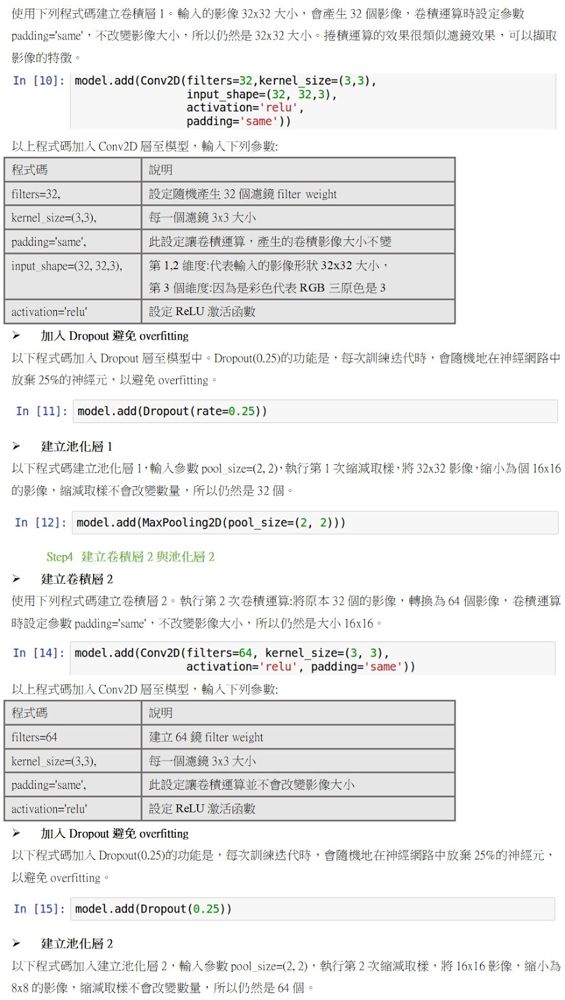 使用下列程式碼建立卷積層 1。輸入的影像 32x32 大小，會產生 32 個影像，卷積運算時設定參數
padding='same'，不改變影像大小，所以仍然是 32x32 大小。捲積運算的效果很類似濾鏡效果，可以擷取
影像的特徵。
In [10]: model.add(Conv2D(filters=32,kernel_size=(3,3),
input_shape=(32, 32,3),
activation='relu',
padding='same'))
以上程式碼加入 Conv2D 層至模型，輸入下列參數:
程式碼 說明
filters=32, 設定隨機產生 32 個濾鏡 filter weight
kernel_size=(3,3), 每一個濾鏡 3x3 大小
padding='same', 此設定讓卷積運算，產生的卷積影像大小不變
input_shape=(32, 32,3), 第 1,2 維度:代表輸入的影像形狀 32x32 大小，
第 3 個維度:因為是彩色代表 RGB 三原色是 3
activation='relu' 設定 ReLU 激活函數
➢ 加入 Dropout 避免 overfitting
以下程式碼加入 Dropout 層至模型中。Dropout(0.25)的功能是，每次訓練迭代時，會隨機地在神經網路中
放棄 25%的神經元，以避免 overfitting。
In [11]: model.add(Dropout(rate=0.25))
➢ 建立池化層 1
以下程式碼建立池化層 1，輸入參數 pool_size=(2, 2)，執行第 1 次縮減取樣，將 32x32 影像，縮小為個 16x16
的影像，縮減取樣不會改變數量，所以仍然是 32 個。
In [12]: model.add(MaxPooling2D(pool_size=(2, 2)))
Step4 建立卷積層 2 與池化層 2
➢ 建立卷積層 2
使用下列程式碼建立卷積層 2。執行第 2 次卷積運算:將原本 32 個的影像，轉換為 64 個影像，卷積運算
時設定參數 padding='same'，不改變影像大小，所以仍然是大小 16x16。
In [14]: model.add(Conv2D(filters=64, kernel_size=(3, 3),
activation='relu', padding='same'))
以上程式碼加入 Conv2D 層至模型，輸入下列參數:
程式碼 說明
filters=64 建立 64 鏡 filter weight
kernel_size=(3,3), 每一個濾鏡 3x3 大小
padding='same', 此設定讓卷積運算並不會改變影像大小
activation='relu' 設定 ReLU 激活函數
➢ 加入 Dropout 避免 overfitting
以下程式碼加入 Dropout(0.25)的功能是，每次訓練迭代時，會隨機地在神經網路中放棄 25%的神經元，
以避免 overfitting。
In [15]: model.add(Dropout(0.25))
➢ 建立池化層 2
以下程式碼加入建立池化層 2，輸入參數 pool_size=(2, 2)，執行第 2 次縮減取樣，將 16x16 影像，縮小為
8x8 的影像，縮減取樣不會改變數量，所以仍然是 64 個。